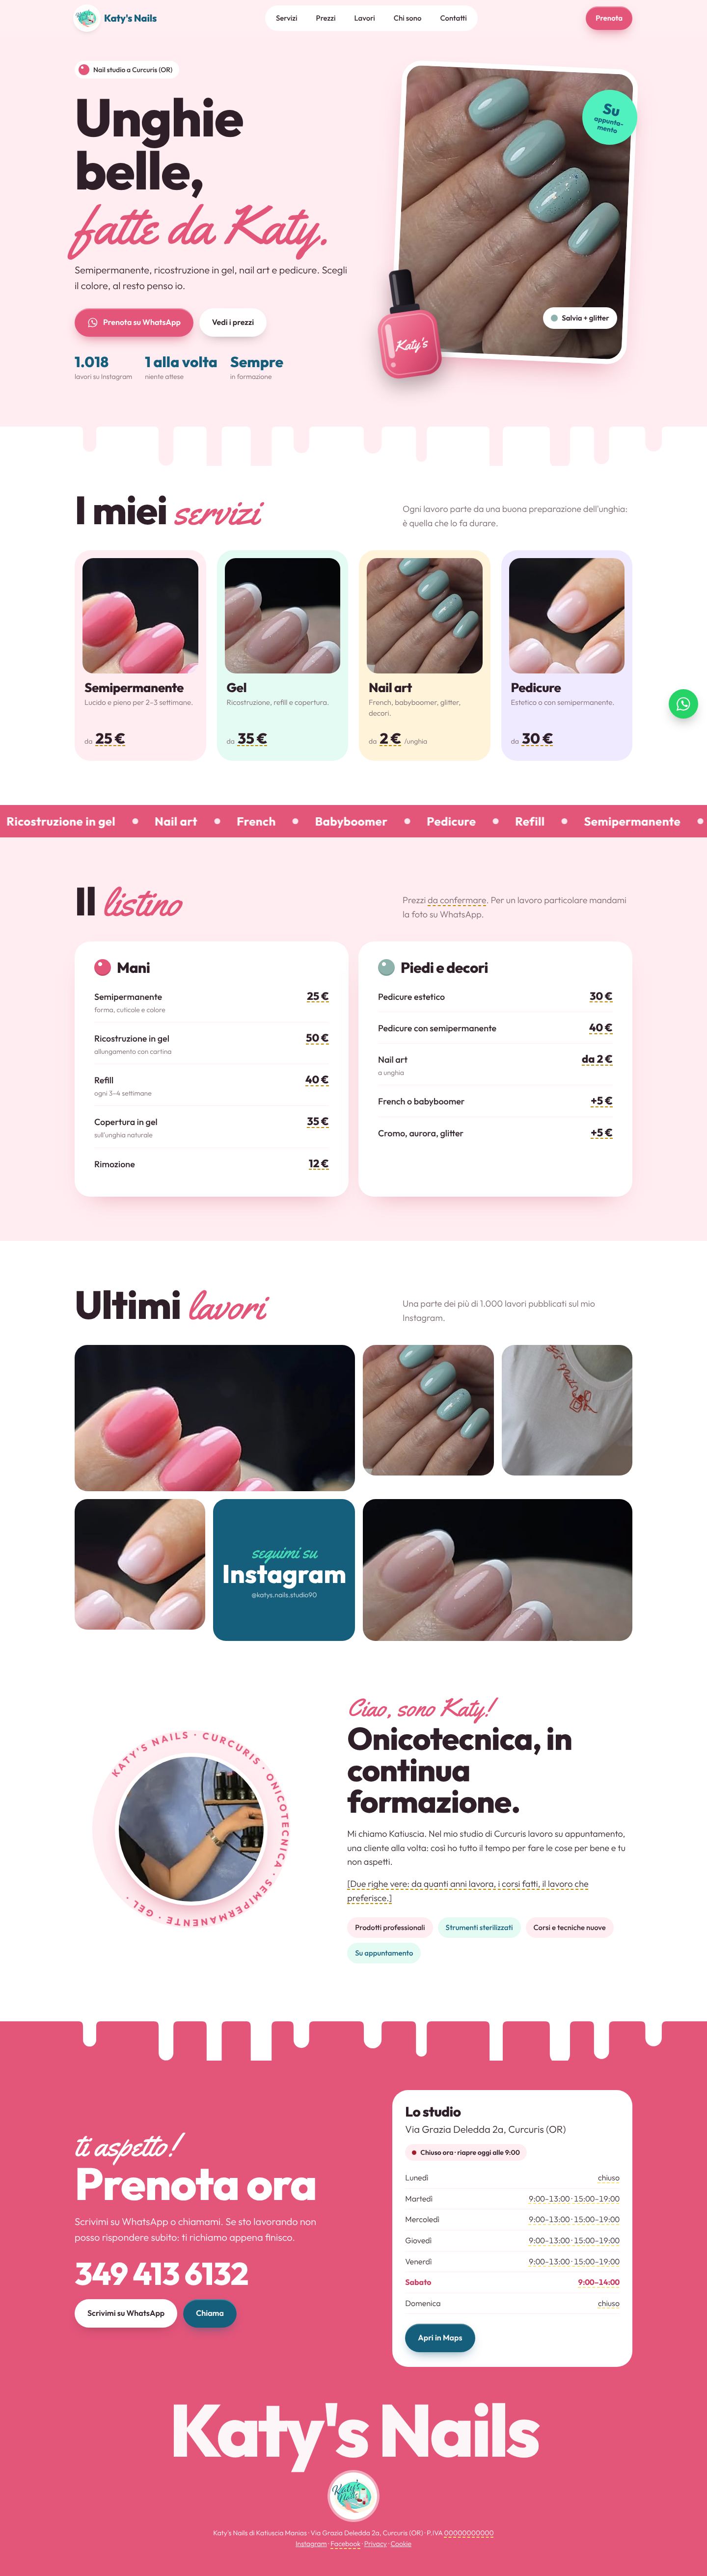 Katy's Nails
Servizi
Prezzi
Lavori
Chi sono
Contatti
Prenota
Nail studio a Curcuris (OR)
Unghie
belle,
fatte da Katy.
Semipermanente, ricostruzione in gel, nail art e pedicure. Scegli
il colore, al resto penso io.
Prenota su WhatsApp
Vedi i prezzi
1.018
lavori su Instagram
1 alla volta
niente attese
Sempre
in formazione
Su
appunta-
mento
Katy's
Salvia + glitter
I miei servizi
Ogni lavoro parte da una buona preparazione dell'unghia:
è quella che lo fa durare.
Semipermanente
Lucido e pieno per 2–3 settimane.
da 25 €
Gel
Ricostruzione, refill e copertura.
da 35 €
Nail art
French, babyboomer, glitter,
decori.
da 2 € /unghia
Pedicure
Estetico o con semipermanente.
da 30 €
Ricostruzione in gel
Nail art
French
Babyboomer
Pedicure
Refill
Semipermanente
Il listino
Prezzi da confermare. Per un lavoro particolare mandami
la foto su WhatsApp.
Mani
Semipermanente 25 €
forma, cuticole e colore
Ricostruzione in gel 50 €
allungamento con cartina
Refill 40 €
ogni 3–4 settimane
Copertura in gel 35 €
sull'unghia naturale
Rimozione 12 €
Piedi e decori
Pedicure estetico 30 €
Pedicure con semipermanente 40 €
Nail art da 2 €
a unghia
French o babyboomer +5 €
Cromo, aurora, glitter +5 €
Ultimi lavori
Una parte dei più di 1.000 lavori pubblicati sul mio
Instagram.
seguimi su
Instagram
@katys.nails.studio90
KATY'S NAILS · CURCURIS · ONICOTECNICA · SEMIPERMANENTE · GEL ·
Ciao, sono Katy!
Onicotecnica, in
continua
formazione.
Mi chiamo Katiuscia. Nel mio studio di Curcuris lavoro su appuntamento,
una cliente alla volta: così ho tutto il tempo per fare le cose per bene e tu
non aspetti.
[Due righe vere: da quanti anni lavora, i corsi fatti, il lavoro che
preferisce.]
Prodotti professionali
Strumenti sterilizzati
Corsi e tecniche nuove
Su appuntamento
ti aspetto!
Prenota ora
Scrivimi su WhatsApp o chiamami. Se sto lavorando non
posso rispondere subito: ti richiamo appena finisco.
349 413 6132
Scrivimi su WhatsApp
Chiama
Lo studio
Via Grazia Deledda 2a, Curcuris (OR)
Chiuso ora · riapre oggi alle 9:00
Lunedì chiuso
Martedì 9:00–13:00 · 15:00–19:00
Mercoledì 9:00–13:00 · 15:00–19:00
Giovedì 9:00–13:00 · 15:00–19:00
Venerdì 9:00–13:00 · 15:00–19:00
Sabato 9:00–14:00
Domenica chiuso
Apri in Maps
Katy's Nails
Katy's
Katy's Nails di Katiuscia Manias · Via Grazia Deledda 2a, Curcuris (OR) · P.IVA 00000000000
Instagram · Facebook · Privacy · Cookie